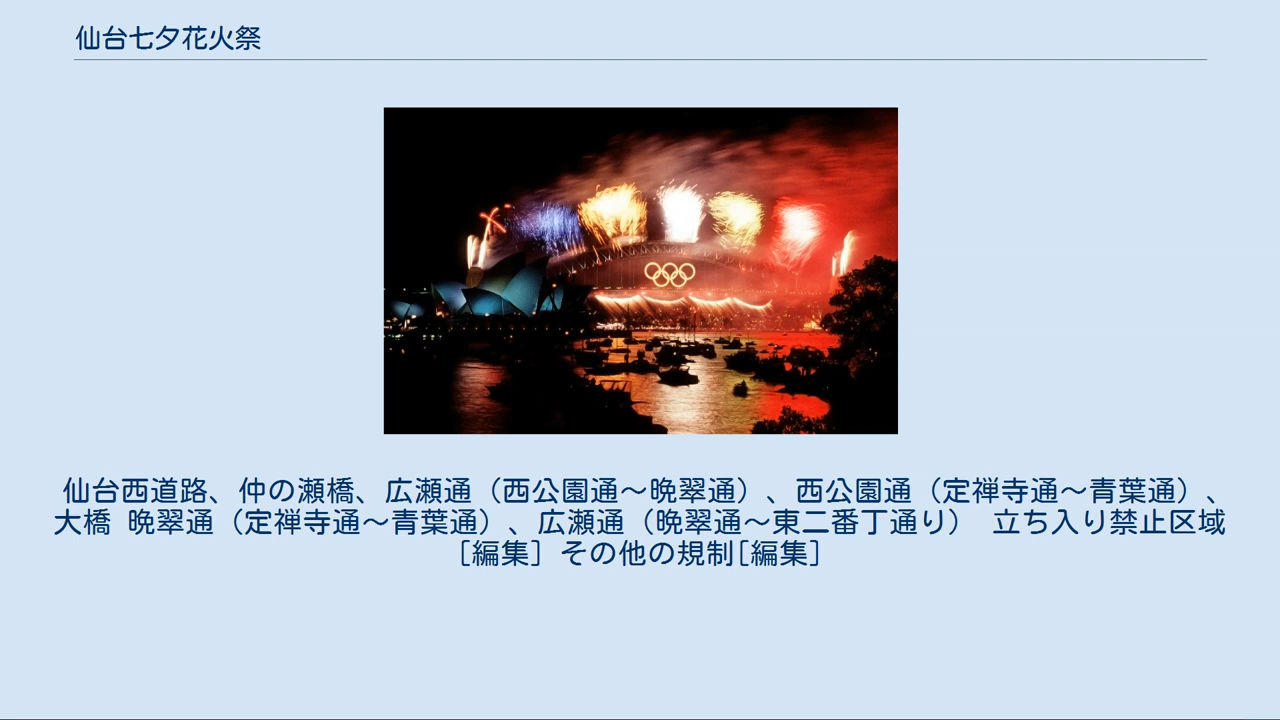 仙台七夕花火祭
仙台西道路、仲の瀬橋、広瀬通（西公園通～晩翠通）、西公園通（定禅寺通～青葉通）、
大橋 晩翠通（定禅寺通～青葉通）、広瀬通（晩翠通～東二番丁通り） 立ち入り禁止区域
[編集] その他の規制[編集]